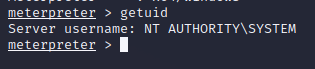 meterpreter > getuid
Server username: NT AUTHORITY\SYSTEM
meterpreter >